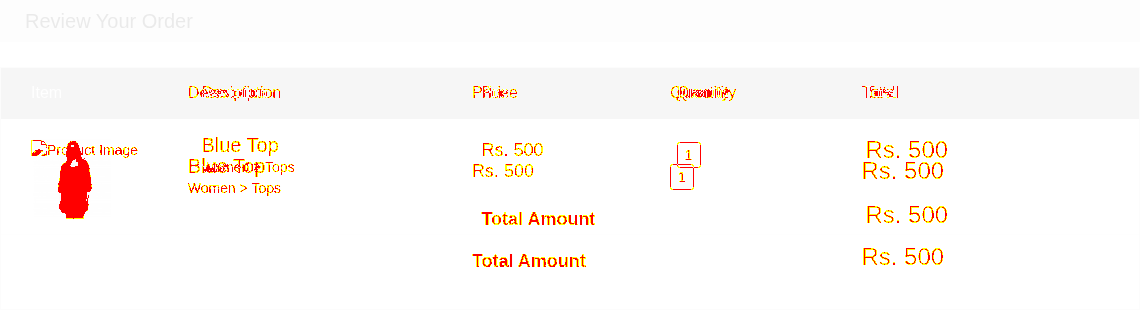 Review Your Order
Item Description Price Quantity Total
Product Image
Blue Top Rs. 500 1 Rs. 500
Blue Top Rs. 500 1 Rs. 500
Women > Tops
Women > Tops
Total Amount Rs. 500
Total Amount Rs. 500